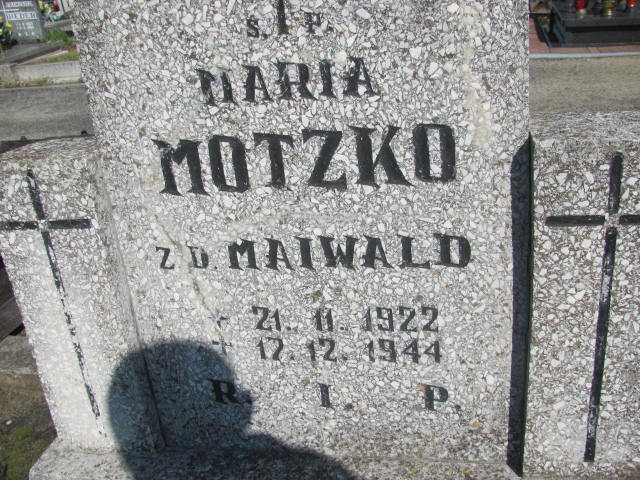 Ś. P.
MARIA
MOTZKO
Z D. MAIWALD
* 21. 11. 1922
+ 17. 12. 1944
R. I. P.